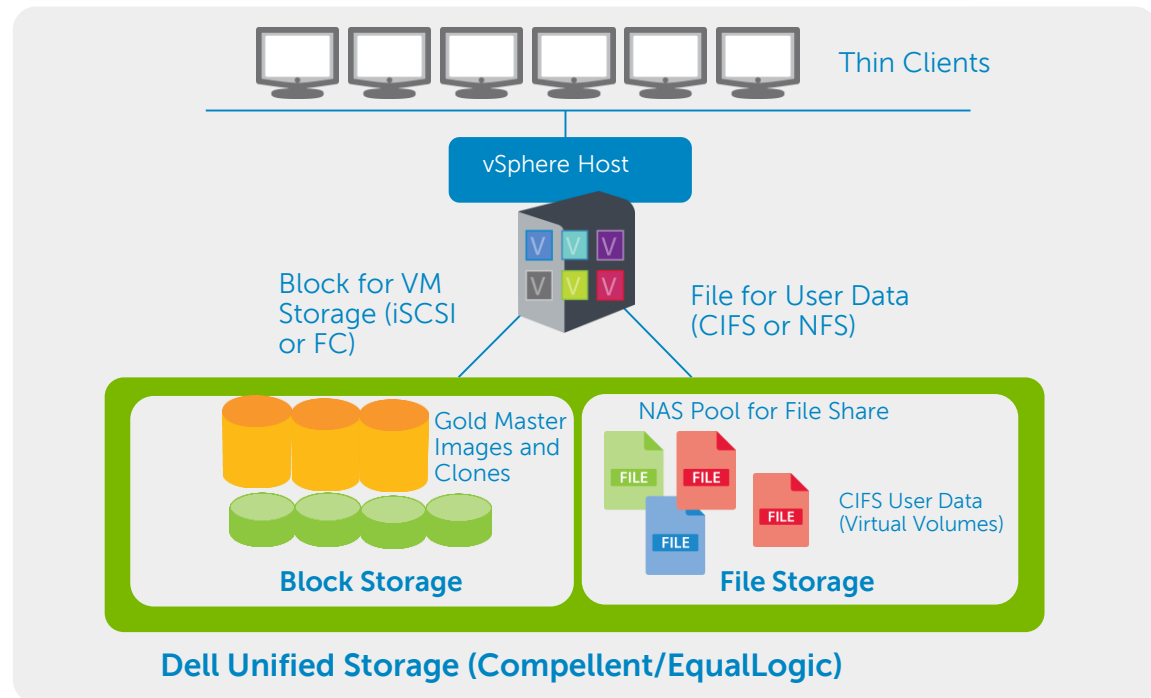 Thin Clients
vSphere Host
V V V
V V V
Block for VM
Storage (iSCSI
or FC)
File for User Data
(CIFS or NFS)
Gold Master
Images and
Clones
Block Storage
NAS Pool for File Share
FILE
FILE
FILE
FILE
CIFS User Data
(Virtual Volumes)
File Storage
Dell Unified Storage (Compellent/EqualLogic)